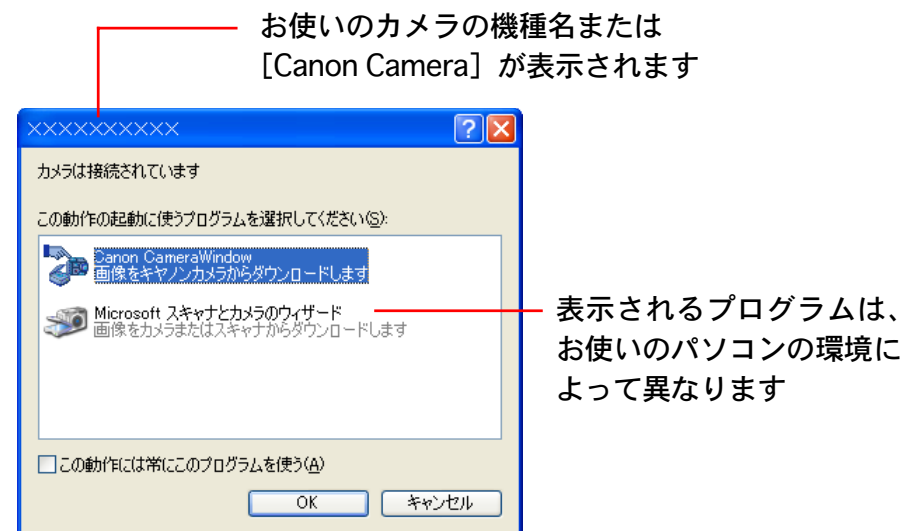 お使いのカメラの機種名または
［Canon Camera］が表示されます
××××××××××
カメラは接続されています
この動作の起動に使うプログラムを選択してください(S):
Canon CameraWindow
画像をキヤノンカメラからダウンロードします
Microsoft スキャナとカメラのウィザード
画像をカメラまたはスキャナからダウンロードします
表示されるプログラムは、
お使いのパソコンの環境に
よって異なります
この動作には常にこのプログラムを使う(A)
OK
キャンセル